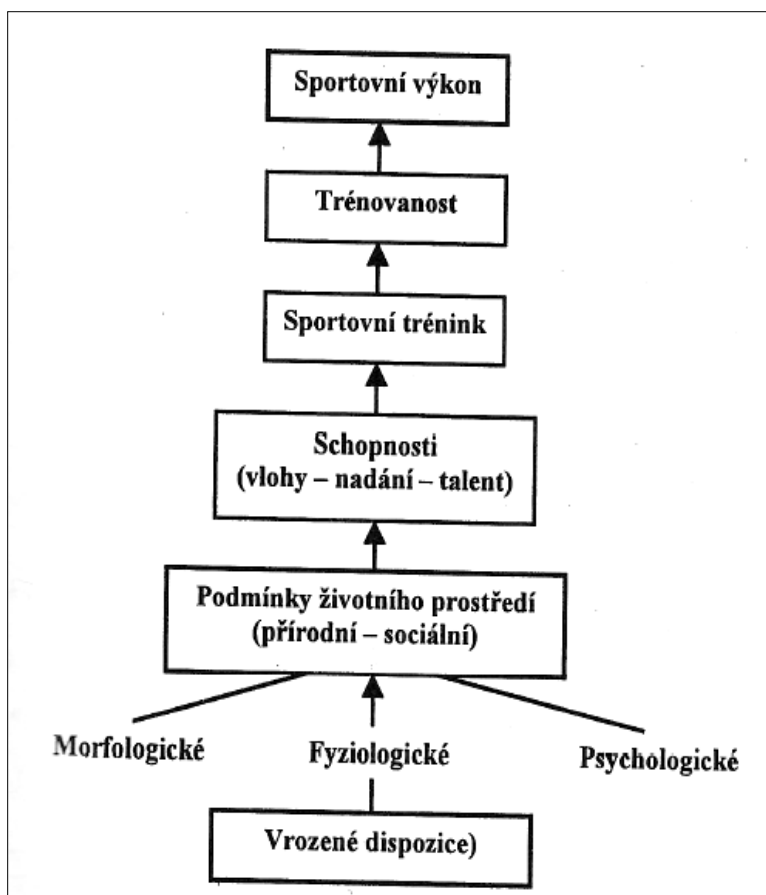 Sportovní výkon
Trénovanost
Sportovní trénink
Schopnosti
(vlohy – nadání – talent)
Podmínky životního prostředí
(přírodní – sociální)
Morfologické
Fyziologické
Psychologické
Vrozené dispozice)